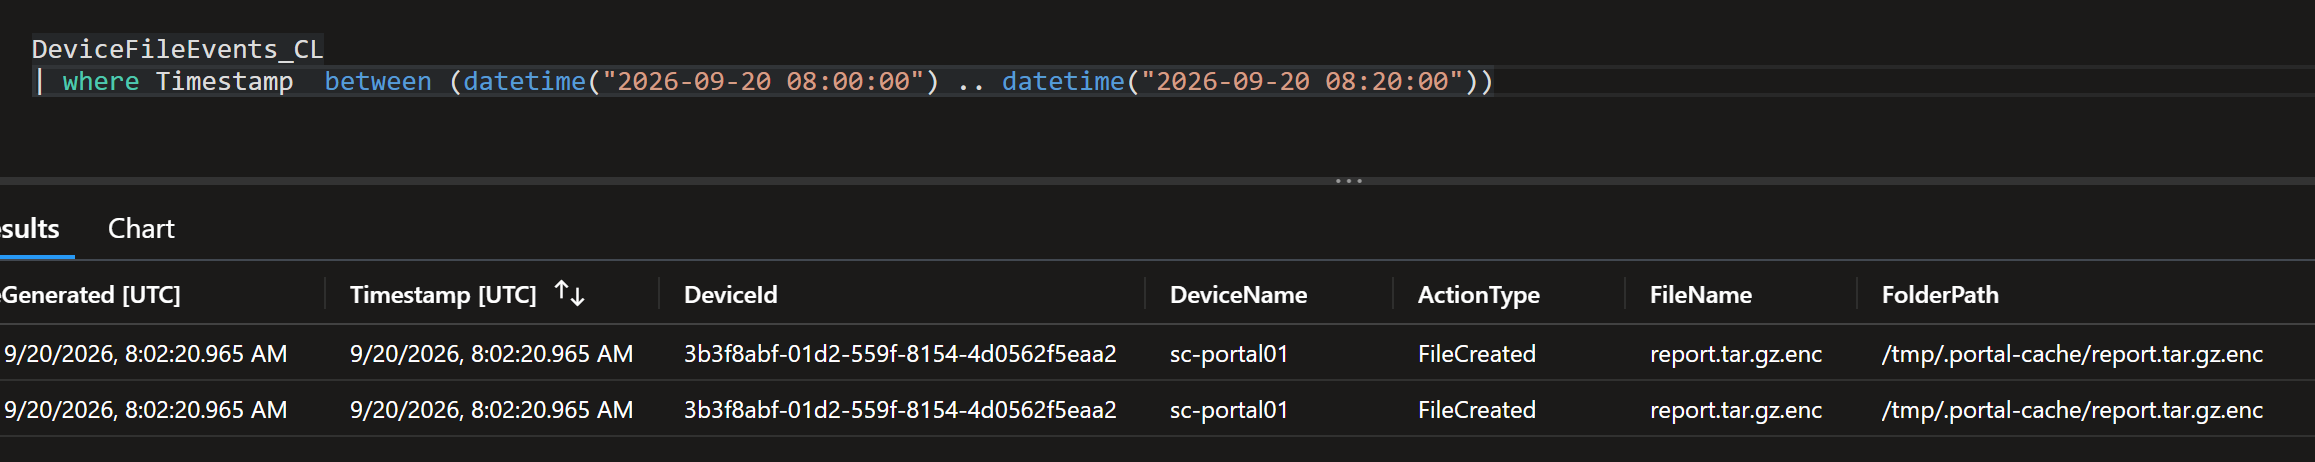 DeviceFileEvents_CL
| where Timestamp  between (datetime("2026-09-20 08:00:00") .. datetime("2026-09-20 08:20:00"))
esults Chart
eGenerated [UTC] Timestamp [UTC] DeviceId DeviceName ActionType FileName FolderPath
9/20/2026, 8:02:20.965 AM 9/20/2026, 8:02:20.965 AM 3b3f8abf-01d2-559f-8154-4d0562f5eaa2 sc-portal01 FileCreated report.tar.gz.enc /tmp/.portal-cache/report.tar.gz.enc
9/20/2026, 8:02:20.965 AM 9/20/2026, 8:02:20.965 AM 3b3f8abf-01d2-559f-8154-4d0562f5eaa2 sc-portal01 FileCreated report.tar.gz.enc /tmp/.portal-cache/report.tar.gz.enc